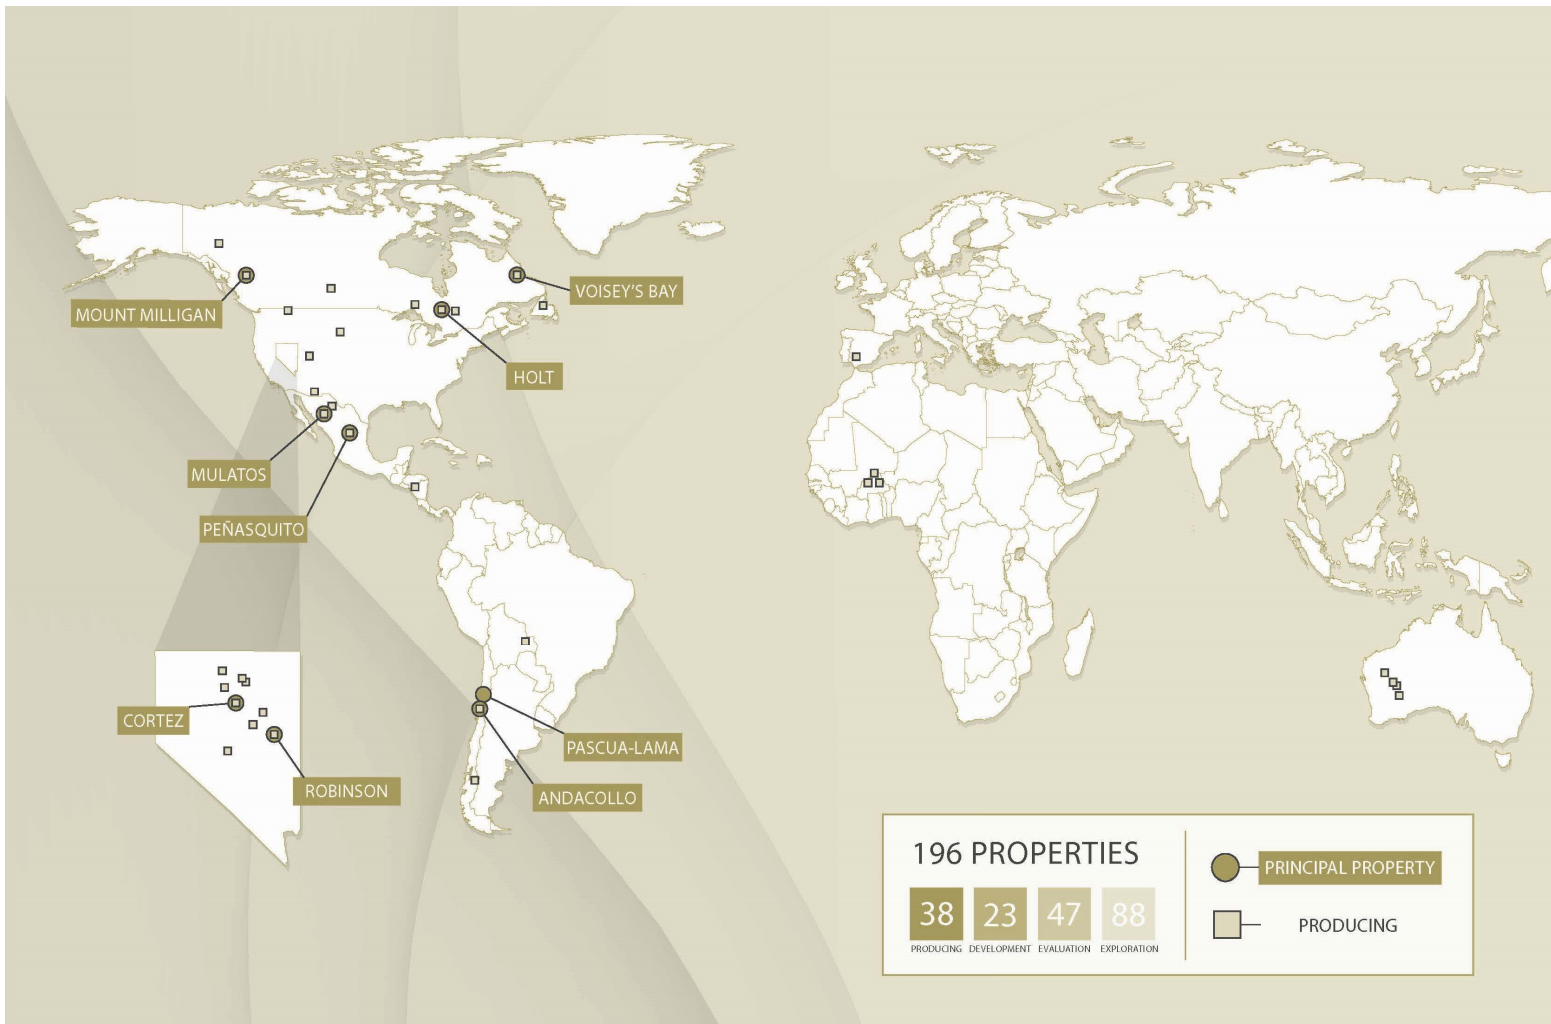 VOISEY'S BAY
MOUNT MILLIGAN
HOLT
MULATOS
PEÑASQUITO
CORTEZ
PASCUA-LAMA
ROBINSON
ANDACOLLO
196 PROPERTIES
38 23 47 88
PRODUCING DEVELOPMENT EVALUATION EXPLORATION
PRINCIPAL PROPERTY
PRODUCING